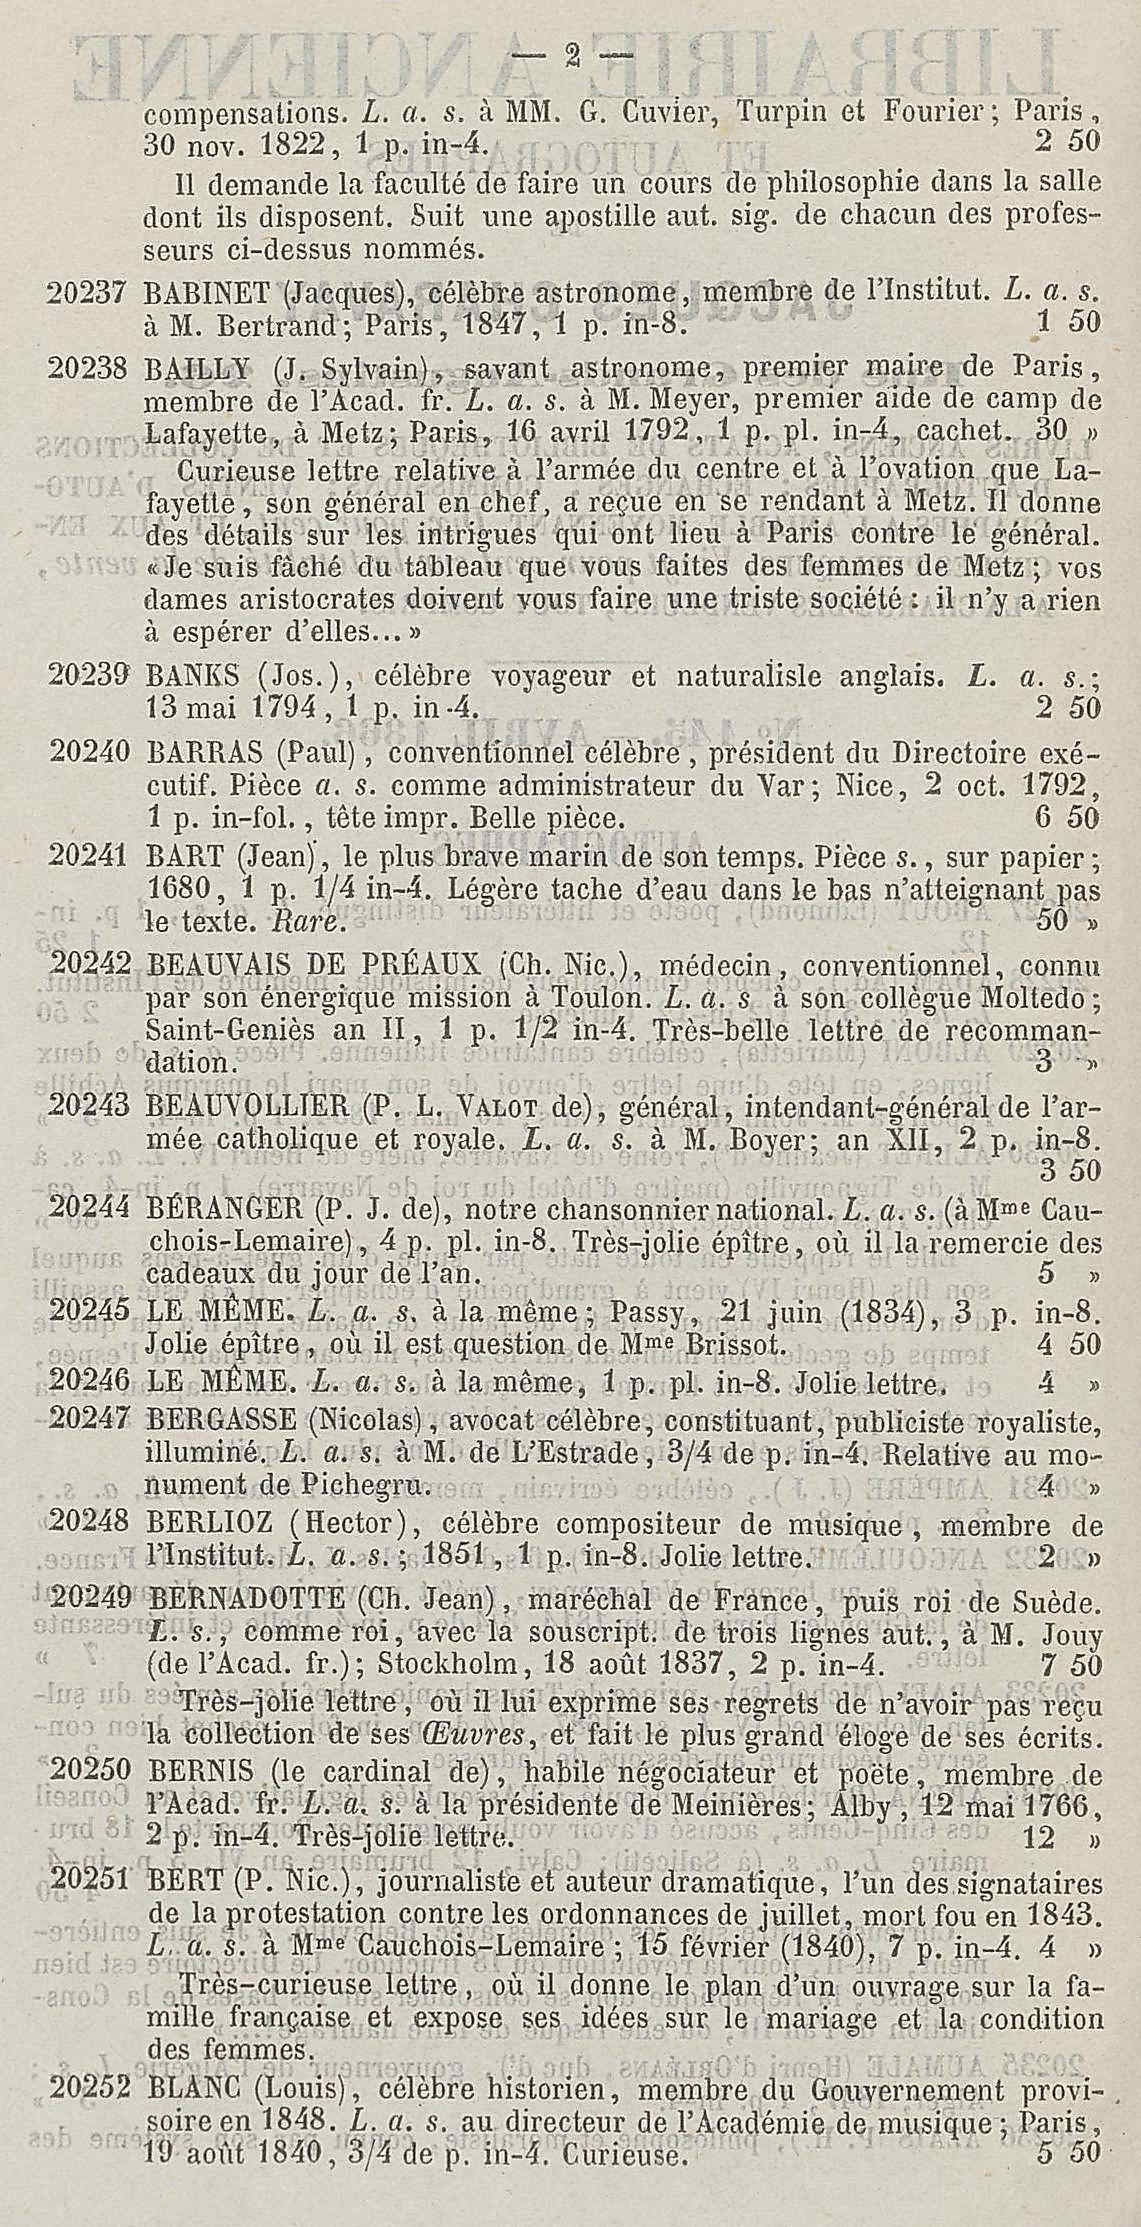 — 2 —
compensations. L. a. s. à MM. G. Cuvier, Turpin et Fourier; Paris,
30 nov. 1822, 1 p. in-4. 2 50
Il demande la faculté de faire un cours de philosophie dans la salle
dont ils disposent. Suit une apostille aut. sig. de chacun des profes-
seurs ci-dessus nommés.
20237 BABINET (Jacques), célèbre astronome, membre de l'Institut. L. a. s.
à M. Bertrand; Paris, 1847, 1 p. in-8. 1 50
20238 BAILLY (J. Sylvain), savant astronome, premier maire de Paris,
membre de l'Acad. fr. L. a. s. à M. Meyer, premier aide de camp de
Lafayette, à Metz; Paris, 16 avril 1792, 1 p. pl. in-4, cachet. 30 »
Curieuse lettre relative à l'armée du centre et à l'ovation que La-
fayette, son général en chef, a reçue en se rendant à Metz. Il donne
des détails sur les intrigues qui ont lieu à Paris contre le général.
«Je suis fâché du tableau que vous faites des femmes de Metz; vos
dames aristocrates doivent vous faire une triste société : il n'y a rien
à espérer d'elles... »
20239 BANKS (Jos.), célèbre voyageur et naturalisle anglais. L. a. s.;
13 mai 1794, 1 p. in-4. 2 50
20240 BARRAS (Paul), conventionnel célèbre, président du Directoire exé-
cutif. Pièce a. s. comme administrateur du Var; Nice, 2 oct. 1792,
1 p. in-fol., tête impr. Belle pièce. 6 50
20241 BART (Jean), le plus brave marin de son temps. Pièce s., sur papier;
1680, 1 p. 1/4 in-4. Légère tache d'eau dans le bas n'atteignant pas
le texte. Rare. 50 »
20242 BEAUVAIS DE PRÉAUX (Ch. Nic.), médecin, conventionnel, connu
par son énergique mission à Toulon. L. a. s à son collègue Moltedo;
Saint-Geniès an II, 1 p. 1/2 in-4. Très-belle lettre de recomman-
dation. 3 »
20243 BEAUVOLLIER (P. L. VALOT de), général, intendant-général de l'ar-
mée catholique et royale. L. a. s. à M. Boyer; an XII, 2 p. in-8.
3 50
20244 BÉRANGER (P. J. de), notre chansonnier national. L. a. s. (à Mme Cau-
chois-Lemaire), 4 p. pl. in-8. Très-jolie épître, où il la remercie des
cadeaux du jour de l'an. 5 »
20245 LE MÊME. L. a. s. à la même; Passy, 21 juin (1834), 3 p. in-8.
Jolie épître, où il est question de Mme Brissot. 4 50
20246 LE MÊME. L. a. s. à la même, 1 p. pl. in-8. Jolie lettre. 4 »
20247 BERGASSE (Nicolas), avocat célèbre, constituant, publiciste royaliste,
illuminé. L. a. s. à M. de L'Estrade, 3/4 de p. in-4. Relative au mo-
nument de Pichegru. 4 »
20248 BERLIOZ (Hector), célèbre compositeur de musique, membre de
l'Institut. L. a. s.; 1851, 1 p. in-8. Jolie lettre. 2 »
20249 BERNADOTTE (Ch. Jean), maréchal de France, puis roi de Suède.
L. s., comme roi, avec la souscript. de trois lignes aut., à M. Jouy
(de l'Acad. fr.); Stockholm, 18 août 1837, 2 p. in-4. 7 50
Très-jolie lettre, où il lui exprime ses regrets de n'avoir pas reçu
la collection de ses Œuvres, et fait le plus grand éloge de ses écrits.
20250 BERNIS (le cardinal de), habile négociateur et poëte, membre de
l'Acad. fr. L. a. s. à la présidente de Meinières; Alby, 12 mai 1766,
2 p. in-4. Très-jolie lettre. 12 »
20251 BERT (P. Nic.), journaliste et auteur dramatique, l'un des signataires
de la protestation contre les ordonnances de juillet, mort fou en 1843.
L. a. s. à Mme Cauchois-Lemaire; 15 février (1840), 7 p. in-4. 4 »
Très-curieuse lettre, où il donne le plan d'un ouvrage sur la fa-
mille française et expose ses idées sur le mariage et la condition
des femmes.
20252 BLANC (Louis), célèbre historien, membre du Gouvernement provi-
soire en 1848. L. a. s. au directeur de l'Académie de musique; Paris,
19 août 1840, 3/4 de p. in-4. Curieuse. 5 50